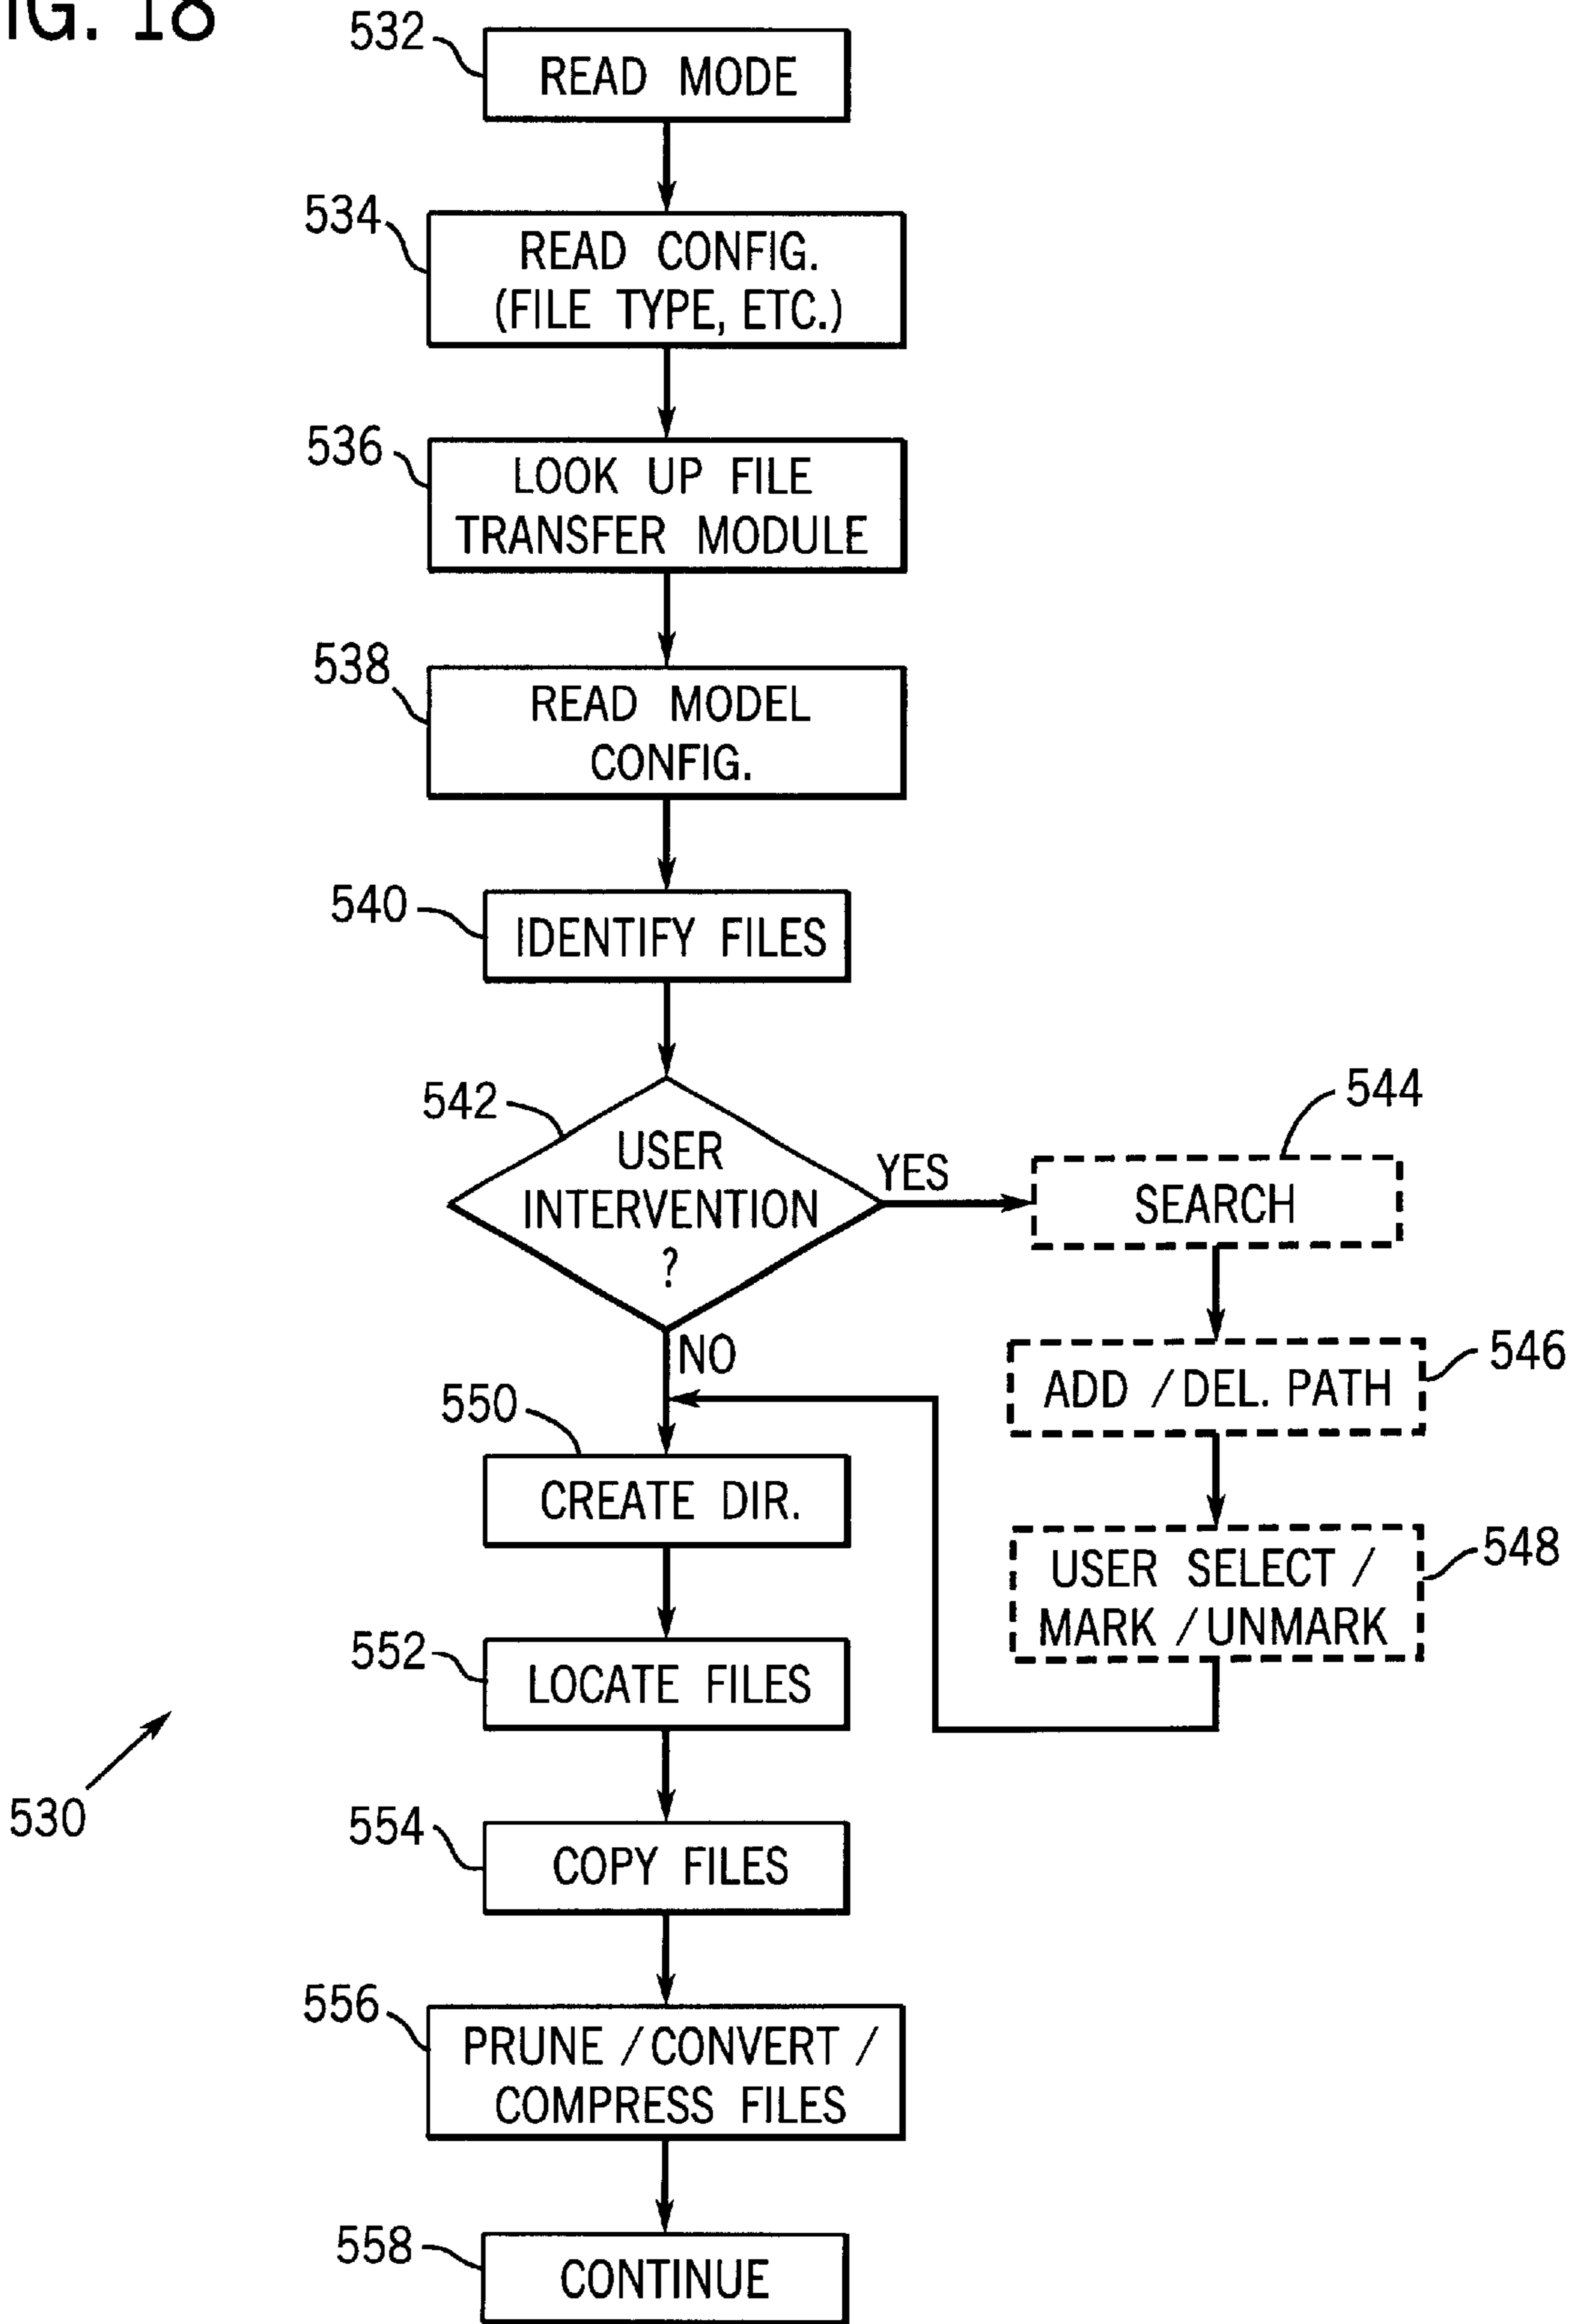 IG. 18
532
READ MODE
534
READ CONFIG.
(FILE TYPE, ETC.)
536
LOOK UP FILE
TRANSFER MODULE
538
READ MODEL
CONFIG.
540
IDENTIFY FILES
542
USER
INTERVENTION
?
YES
544
SEARCH
NO
546
ADD / DEL. PATH
550
CREATE DIR.
548
USER SELECT /
MARK / UNMARK
552
LOCATE FILES
530
554
COPY FILES
556
PRUNE / CONVERT /
COMPRESS FILES
558
CONTINUE